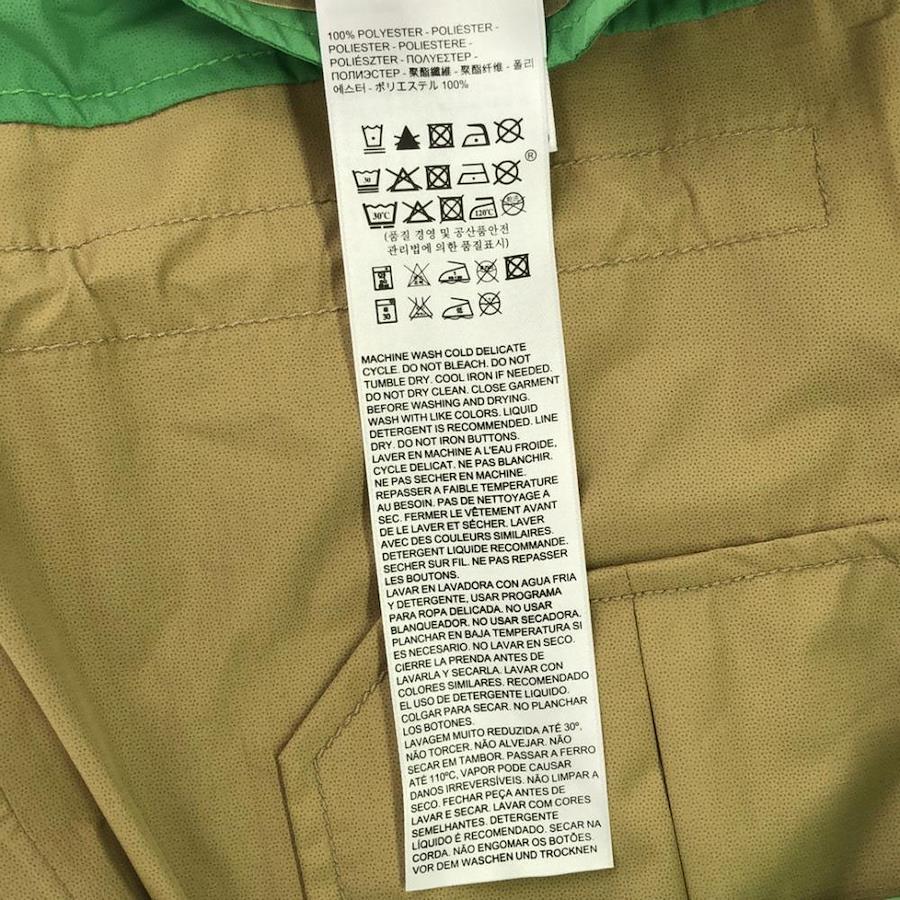 100% POLYESTER - POLIÉSTER -
POLIESTER - POLIESTERE -
POLIÉSZTER - ΠΟΛΥΕΣΤΕΡ -
ПОЛИЭСТЕР - 聚酯纖維 - 聚酯纤维 - 폴리
에스터 - ポリエステル 100%
®
30
30°C
120℃
(품질 경영 및 공산품안전
관리법에 의한 품질표시)
30
MACHINE WASH COLD DELICATE
CYCLE. DO NOT BLEACH. DO NOT
TUMBLE DRY. COOL IRON IF NEEDED.
DO NOT DRY CLEAN. CLOSE GARMENT
BEFORE WASHING AND DRYING.
WASH WITH LIKE COLORS. LIQUID
DETERGENT IS RECOMMENDED. LINE
DRY. DO NOT IRON BUTTONS.
LAVER EN MACHINE A L'EAU FROIDE,
CYCLE DELICAT. NE PAS BLANCHIR.
NE PAS SECHER EN MACHINE.
REPASSER A FAIBLE TEMPERATURE
AU BESOIN. PAS DE NETTOYAGE A
SEC. FERMER LE VÊTEMENT AVANT
DE LE LAVER ET SÉCHER. LAVER
AVEC DES COULEURS SIMILAIRES.
DETERGENT LIQUIDE RECOMMANDE.
SECHER SUR FIL. NE PAS REPASSER
LES BOUTONS.
LAVAR EN LAVADORA CON AGUA FRIA
Y DETERGENTE, USAR PROGRAMA
PARA ROPA DELICADA. NO USAR
BLANQUEADOR. NO USAR SECADORA.
PLANCHAR EN BAJA TEMPERATURA SI
ES NECESARIO. NO LAVAR EN SECO.
CIERRE LA PRENDA ANTES DE
LAVARLA Y SECARLA. LAVAR CON
COLORES SIMILARES. RECOMENDADO
EL USO DE DETERGENTE LIQUIDO.
COLGAR PARA SECAR. NO PLANCHAR
LOS BOTONES.
LAVAGEM MUITO REDUZIDA ATÉ 30º.
NÃO TORCER. NÃO ALVEJAR. NÃO
SECAR EM TAMBOR. PASSAR A FERRO
ATÉ 110ºC, VAPOR PODE CAUSAR
DANOS IRREVERSÍVEIS. NÃO LIMPAR A
SECO. FECHAR PEÇA ANTES DE
LAVAR E SECAR. LAVAR COM CORES
SEMELHANTES. DETERGENTE
LÍQUIDO É RECOMENDADO. SECAR NA
CORDA. NÃO ENGOMAR OS BOTÕES.
VOR DEM WASCHEN UND TROCKNEN